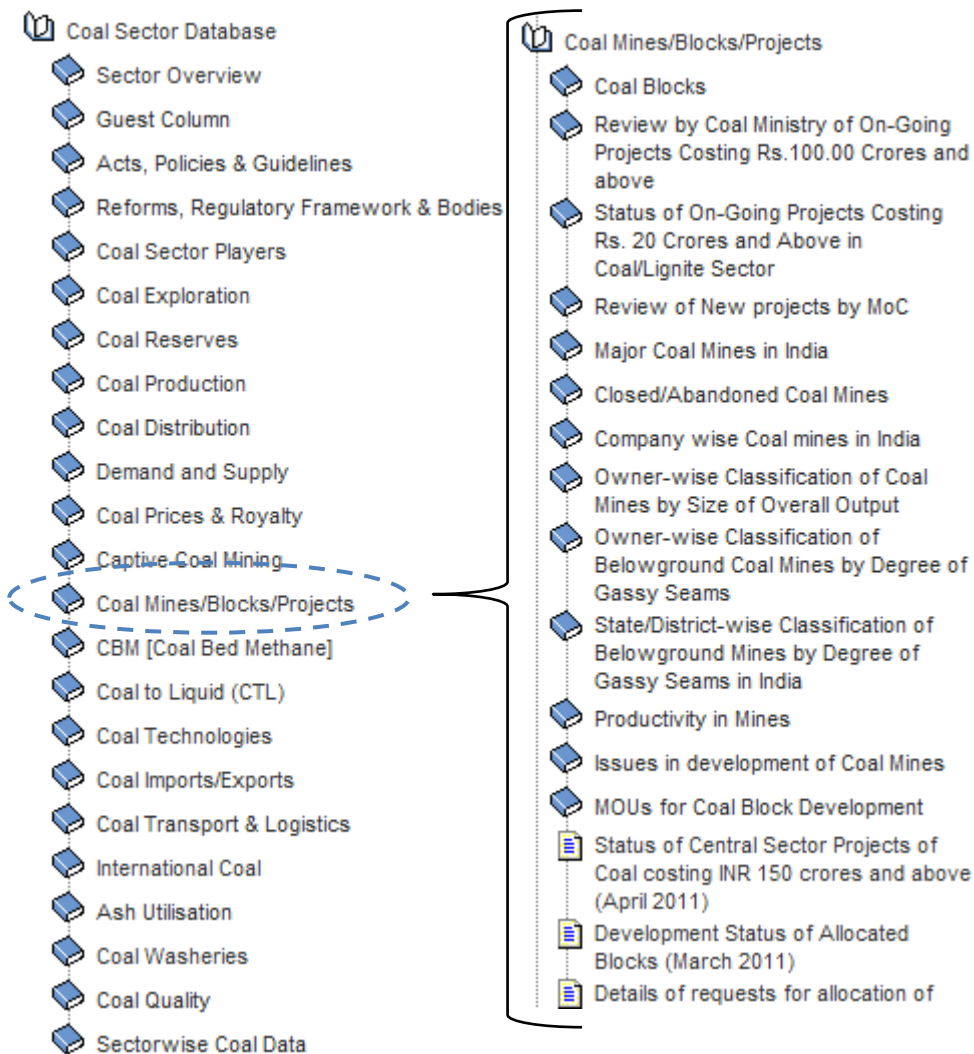 Coal Sector Database
Sector Overview
Guest Column
Acts, Policies & Guidelines
Reforms, Regulatory Framework & Bodies
Coal Sector Players
Coal Exploration
Coal Reserves
Coal Production
Coal Distribution
Demand and Supply
Coal Prices & Royalty
Captive Coal Mining
Coal Mines/Blocks/Projects
CBM [Coal Bed Methane]
Coal to Liquid (CTL)
Coal Technologies
Coal Imports/Exports
Coal Transport & Logistics
International Coal
Ash Utilisation
Coal Washeries
Coal Quality
Sectorwise Coal Data
Coal Mines/Blocks/Projects
Coal Blocks
Review by Coal Ministry of On-Going
Projects Costing Rs.100.00 Crores and
above
Status of On-Going Projects Costing
Rs. 20 Crores and Above in
Coal/Lignite Sector
Review of New projects by MoC
Major Coal Mines in India
Closed/Abandoned Coal Mines
Company wise Coal mines in India
Owner-wise Classification of Coal
Mines by Size of Overall Output
Owner-wise Classification of
Belowground Coal Mines by Degree of
Gassy Seams
State/District-wise Classification of
Belowground Mines by Degree of
Gassy Seams in India
Productivity in Mines
Issues in development of Coal Mines
MOUs for Coal Block Development
Status of Central Sector Projects of
Coal costing INR 150 crores and above
(April 2011)
Development Status of Allocated
Blocks (March 2011)
Details of requests for allocation of